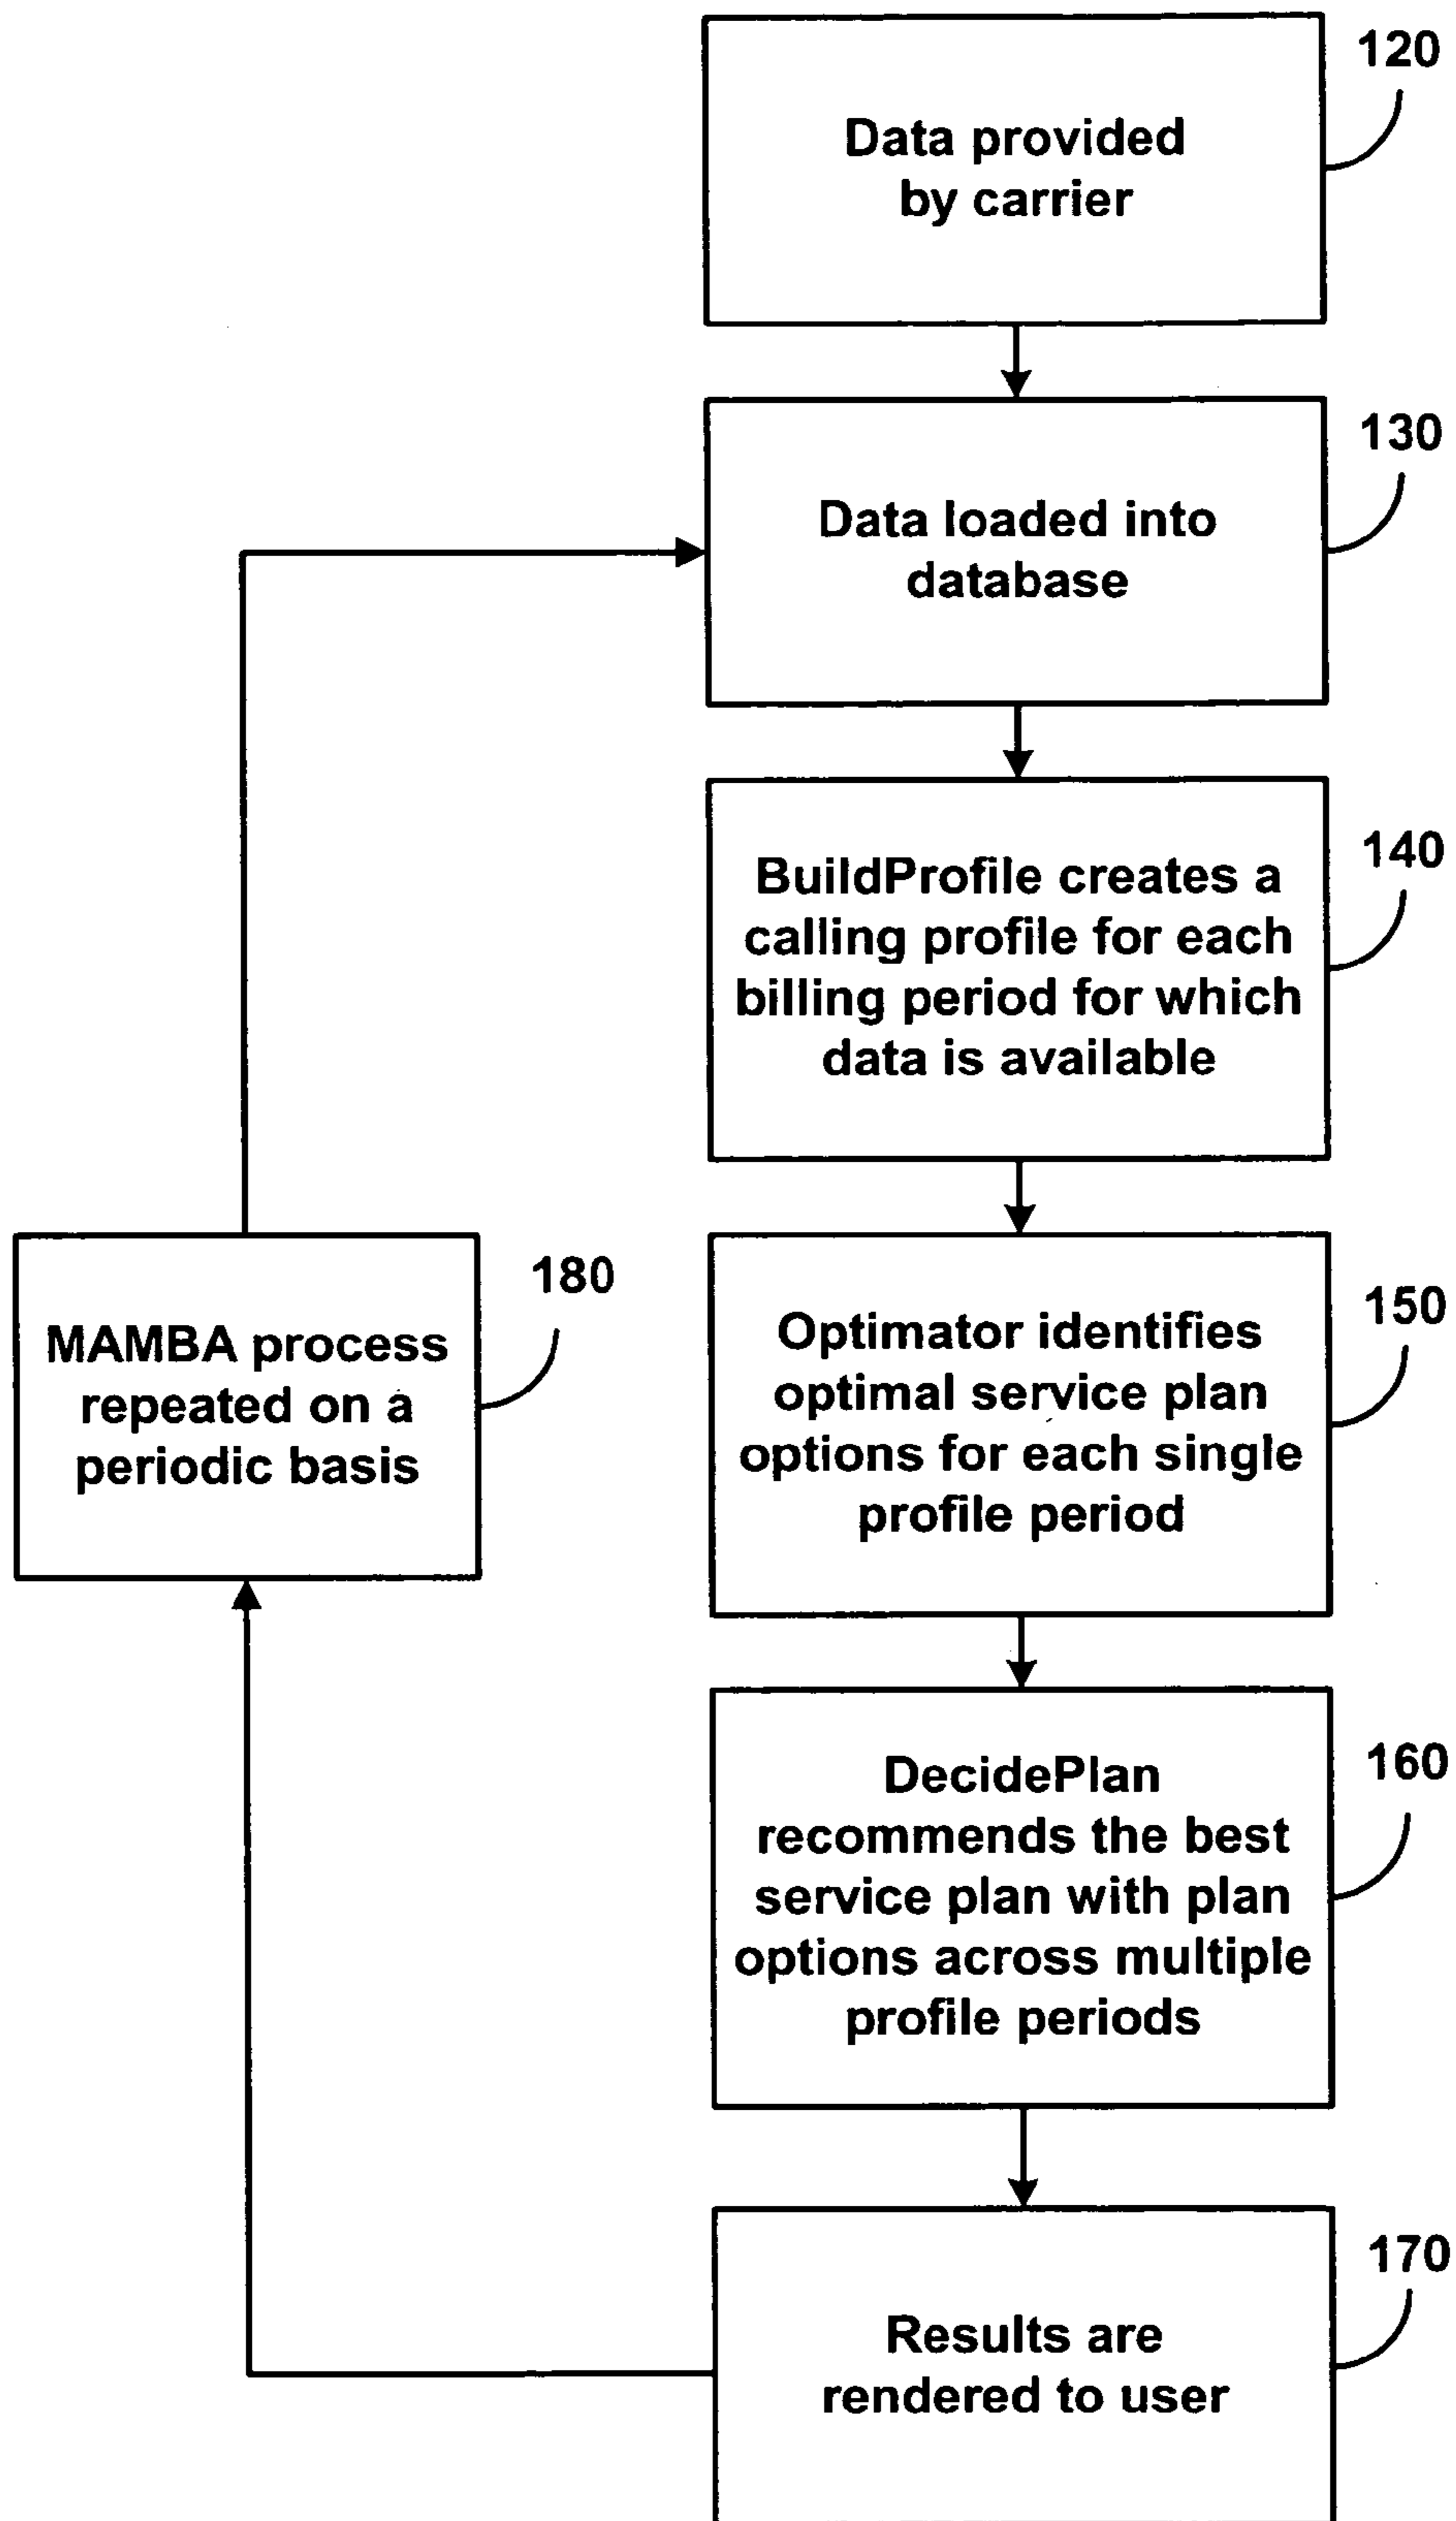 120
Data provided
by carrier
130
Data loaded into
database
140
BuildProfile creates a
calling profile for each
billing period for which
data is available
180
MAMBA process
repeated on a
periodic basis
150
Optimator identifies
optimal service plan
options for each single
profile period
160
DecidePlan
recommends the best
service plan with plan
options across multiple
profile periods
170
Results are
rendered to user